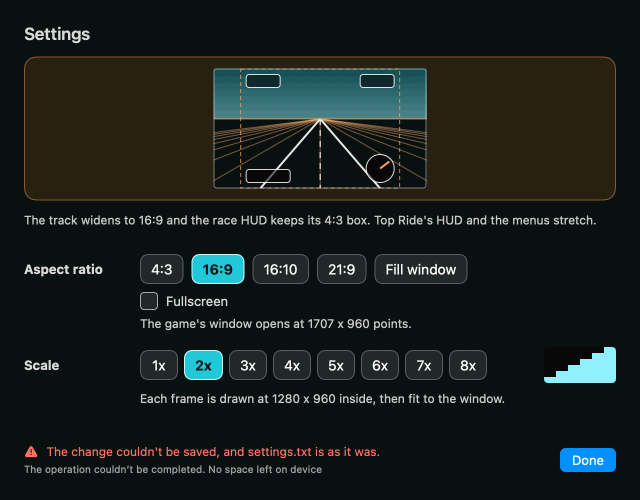 Settings
The track widens to 16:9 and the race HUD keeps its 4:3 box. Top Ride's HUD and the menus stretch.
Aspect ratio 4:3 16:9 16:10 21:9 Fill window
Fullscreen
The game's window opens at 1707 x 960 points.
Scale 1x 2x 3x 4x 5x 6x 7x 8x
Each frame is drawn at 1280 x 960 inside, then fit to the window.
The change couldn't be saved, and settings.txt is as it was.
The operation couldn’t be completed. No space left on device
Done